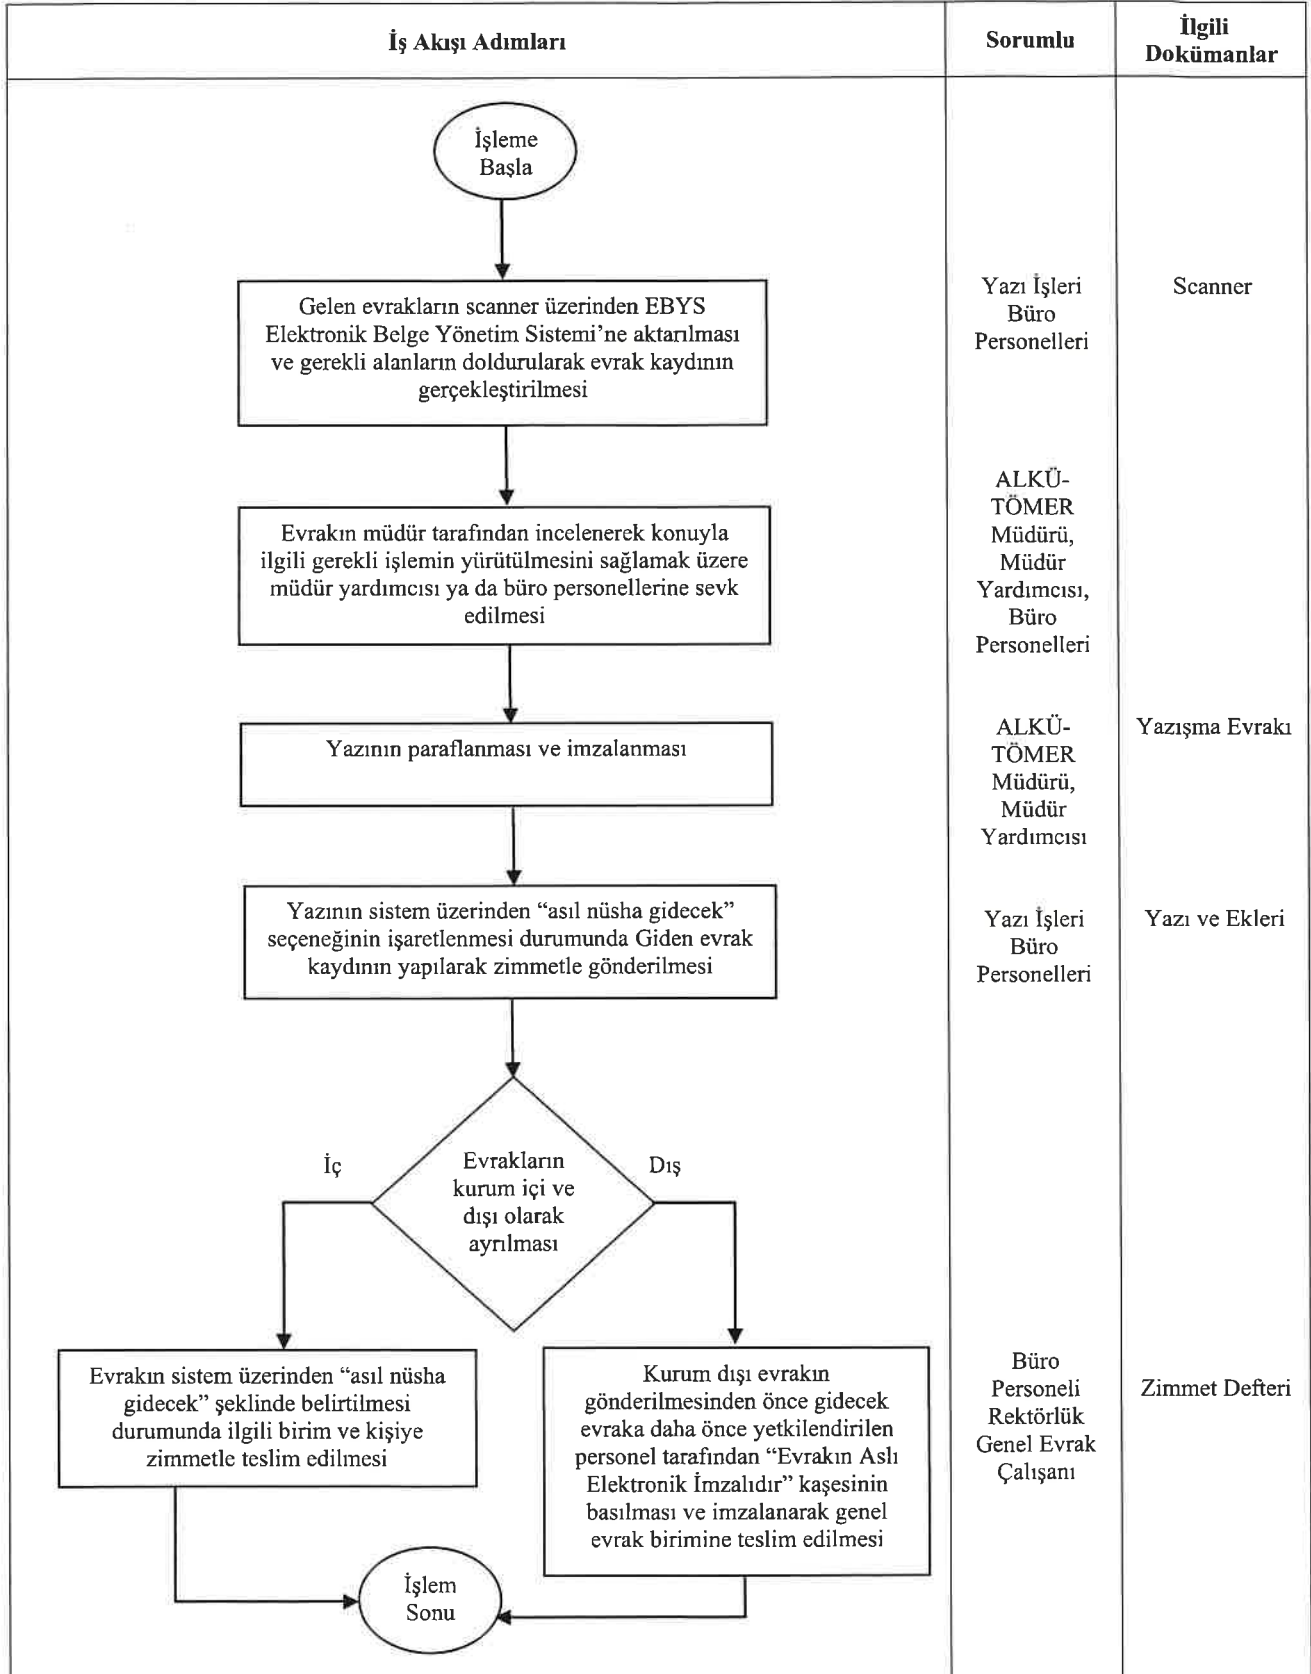 İş Akışı Adımları
Sorumlu
İlgili
Dokümanlar
İşleme
Başla
Gelen evrakların scanner üzerinden EBYS
Elektronik Belge Yönetim Sistemi’ne aktarılması
ve gerekli alanların doldurularak evrak kaydının
gerçekleştirilmesi
Yazı İşleri
Büro
Personelleri
Scanner
Evrakın müdür tarafından incelenerek konuyla
ilgili gerekli işlemin yürütülmesini sağlamak üzere
müdür yardımcısı ya da büro personellerine sevk
edilmesi
ALKÜ-
TÖMER
Müdürü,
Müdür
Yardımcısı,
Büro
Personelleri
Yazının paraflanması ve imzalanması
ALKÜ-
TÖMER
Müdürü,
Müdür
Yardımcısı
Yazışma Evrakı
Yazının sistem üzerinden “asıl nüsha gidecek”
seçeneğinin işaretlenmesi durumunda Giden evrak
kaydının yapılarak zimmetle gönderilmesi
Yazı İşleri
Büro
Personelleri
Yazı ve Ekleri
İç
Evrakların
kurum içi ve
dışı olarak
ayrılması
Dış
Evrakın sistem üzerinden “asıl nüsha
gidecek” şeklinde belirtilmesi
durumunda ilgili birim ve kişiye
zimmetle teslim edilmesi
Kurum dışı evrakın
gönderilmesinden önce gidecek
evraka daha önce yetkilendirilen
personel tarafından “Evrakın Aslı
Elektronik İmzalıdır” kaşesinin
basılması ve imzalanarak genel
evrak birimine teslim edilmesi
Büro
Personeli
Rektörlük
Genel Evrak
Çalışanı
Zimmet Defteri
İşlem
Sonu